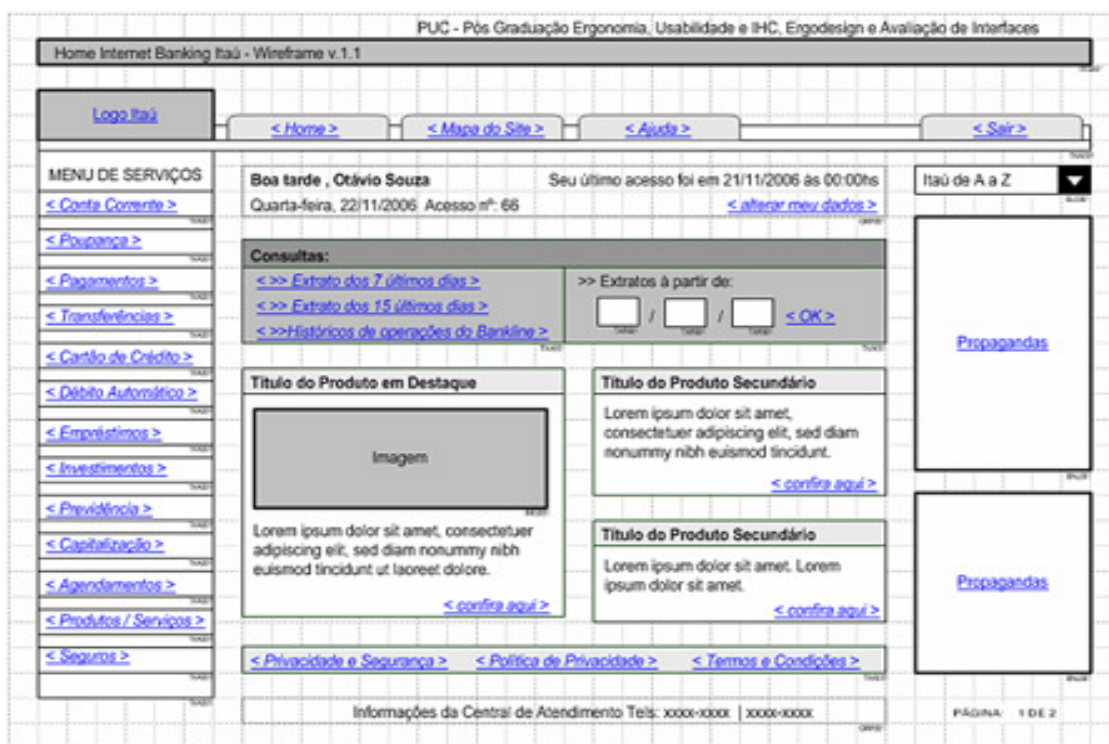 PUC - Pós Graduação Ergonomia, Usabilidade e IHC, Ergodesign e Avaliação de Interfaces
Home Internet Banking Itaú - Wireframe v.1.1
Logo Itaú
< Home >
< Mapa do Site >
< Ajuda >
< Sair >
MENU DE SERVIÇOS
< Conta Corrente >
< Poupança >
< Pagamentos >
< Transferências >
< Cartão de Crédito >
< Débito Automático >
< Empréstimos >
< Investimentos >
< Previdência >
< Capitalização >
< Agendamentos >
< Produtos / Serviços >
< Seguros >
Boa tarde , Otávio Souza
Seu último acesso foi em 21/11/2006 às 00:00hs
Quarta-feira, 22/11/2006 Acesso nº: 66
< alterar meu dados >
Consultas:
< >> Extrato dos 7 últimos dias >
< >> Extrato dos 15 últimos dias >
< >>Históricos de operações do Bankline >
>> Extratos à partir de:
/ / < OK >
Título do Produto em Destaque
Imagem
Lorem ipsum dolor sit amet, consectetuer
adipiscing elit, sed diam nonummy nibh
euismod tincidunt ut laoreet dolore.
< confira aqui >
Título do Produto Secundário
Lorem ipsum dolor sit amet,
consectetuer adipiscing elit, sed diam
nonummy nibh euismod tincidunt.
< confira aqui >
Título do Produto Secundário
Lorem ipsum dolor sit amet. Lorem
ipsum dolor sit amet.
< confira aqui >
Itaú de A a Z
Propagandas
Propagandas
< Privacidade e Segurança >
< Política de Privacidade >
< Termos e Condições >
Informações da Central de Atendimento Tels: xxxx-xxxx | xxxx-xxxx
PÁGINA: 1 DE 2